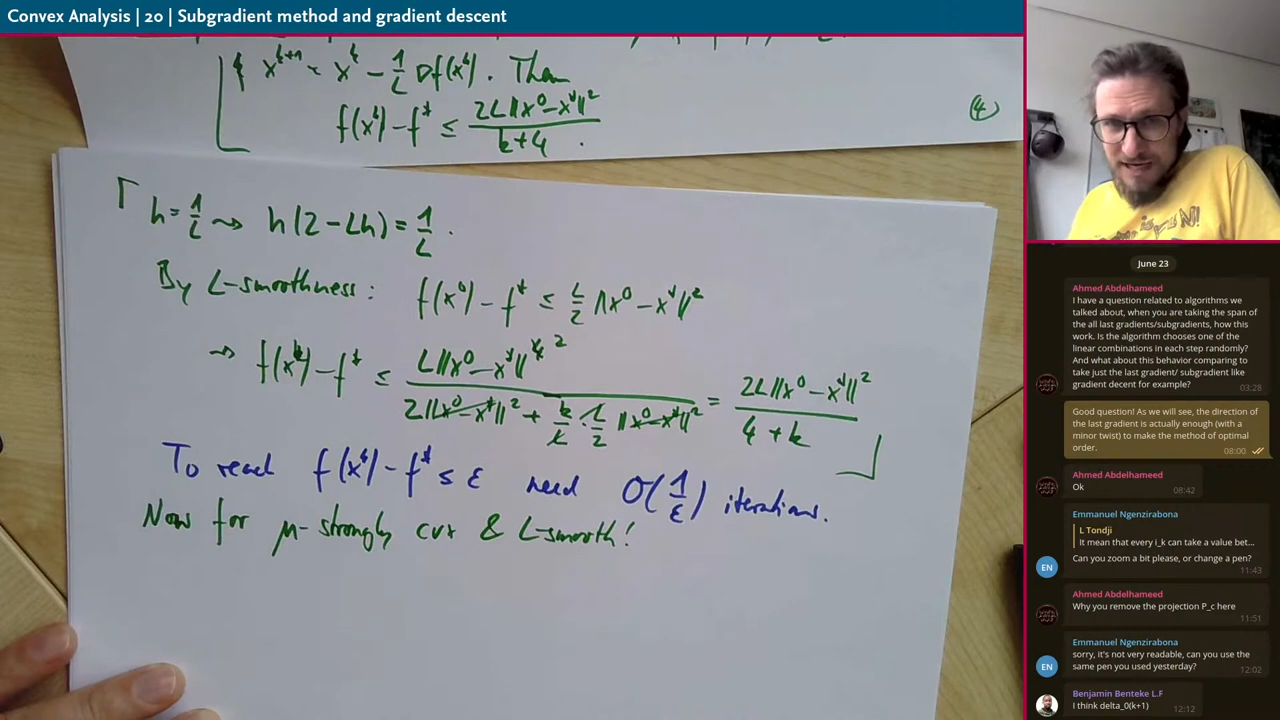 Convex Analysis | 20 | Subgradient method and gradient descent
x^{k+1} = x^k - 1/L ∇f(x^k). Then
f(x^k) - f^* ≤ 2L||x^0 - x^*||^2 / k+4 .
(4)
h = 1/L ⇝ h(2 - Lh) = 1/L .
By L-smoothness: f(x^0) - f^* ≤ L/2 ||x^0 - x^*||^2
⇝ f(x^k) - f^* ≤ L||x^0 - x^*||^{4 2} / 2||x^0 - x^*||^2 + k/L · L/2 ||x^0 - x^*||^2 = 2L||x^0 - x^*||^2 / 4 + k
To reach f(x^k) - f^* ≤ ε need O(1/ε) iterations.
Now for μ-strongly cvx & L-smooth!
June 23
Ahmed Abdelhameed
I have a question related to algorithms we
talked about, when you are taking the span of
the all last gradients/subgradients, how this
work. Is the algorithm chooses one of the
linear combinations in each step randomly?
And what about this behavior comparing to
take just the last gradient/ subgradient like
gradient decent for example?
03:28
Good question! As we will see, the direction of
the last gradient is actually enough (with a
minor twist) to make the method of optimal
order.
08:00
Ahmed Abdelhameed
Ok
08:42
Emmanuel Ngenzirabona
L Tondji
It mean that every i_k can take a value bet...
Can you zoom a bit please, or change a pen?
11:43
EN
Ahmed Abdelhameed
Why you remove the projection P_c here
11:51
Emmanuel Ngenzirabona
sorry, it's not very readable, can you use the
same pen you used yesterday?
12:02
EN
Benjamin Benteke L.F
I think delta_0(k+1)
12:12